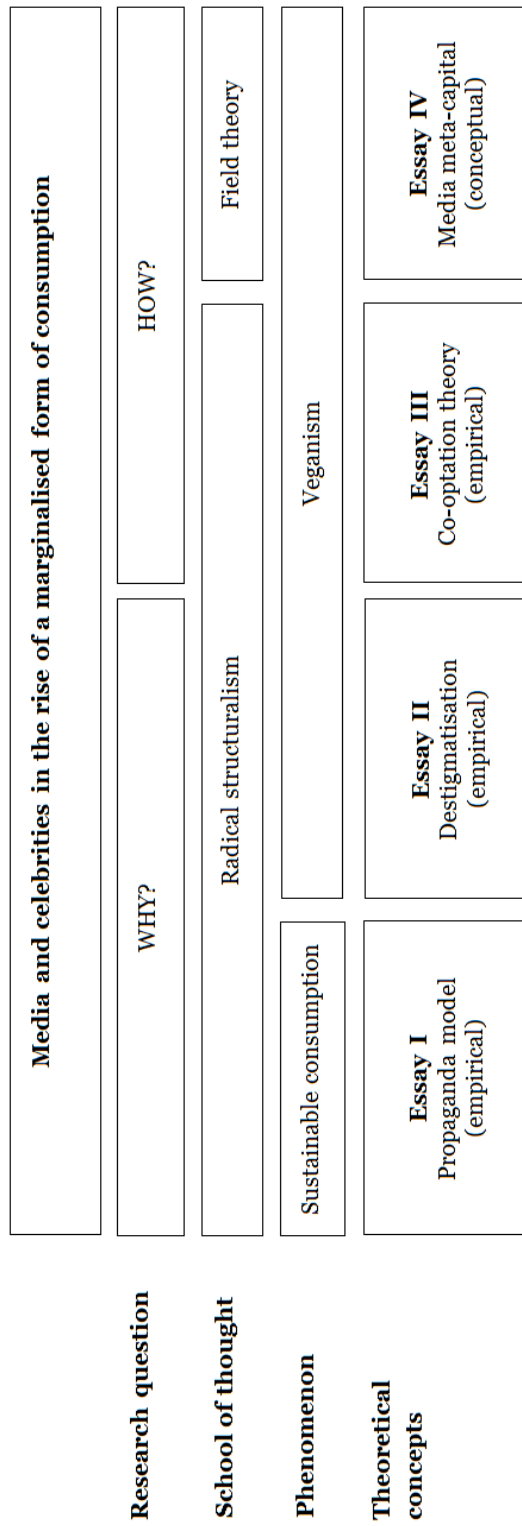 Media and celebrities in the rise of a marginalised form of consumption
Research question
WHY?
HOW?
School of thought
Radical structuralism
Field theory
Phenomenon
Sustainable consumption
Veganism
Theoretical
concepts
Essay I
Propaganda model
(empirical)
Essay II
Destigmatisation
(empirical)
Essay III
Co-optation theory
(empirical)
Essay IV
Media meta-capital
(conceptual)